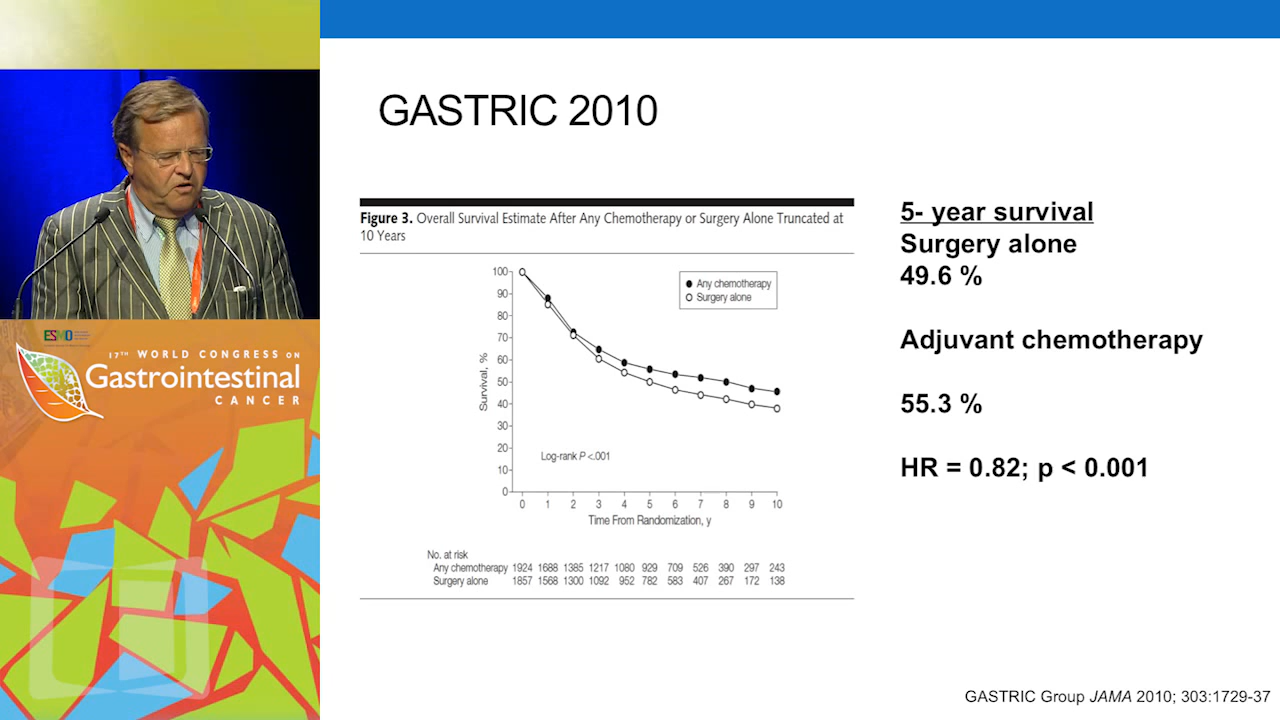 GASTRIC 2010
Figure 3. Overall Survival Estimate After Any Chemotherapy or Surgery Alone Truncated at
10 Years
100
90
80
70
60
50
40
30
20
10
0
Survival, %
Any chemotherapy
Surgery alone
Log-rank P <.001
0 1 2 3 4 5 6 7 8 9 10
Time From Randomization, y
No. at risk
Any chemotherapy 1924 1688 1385 1217 1080 929 709 526 390 297 243
Surgery alone 1857 1568 1300 1092 952 782 583 407 267 172 138
5- year survival
Surgery alone
49.6 %
Adjuvant chemotherapy
55.3 %
HR = 0.82; p < 0.001
GASTRIC Group JAMA 2010; 303:1729-37
ESMO
17TH WORLD CONGRESS ON
Gastrointestinal
CANCER